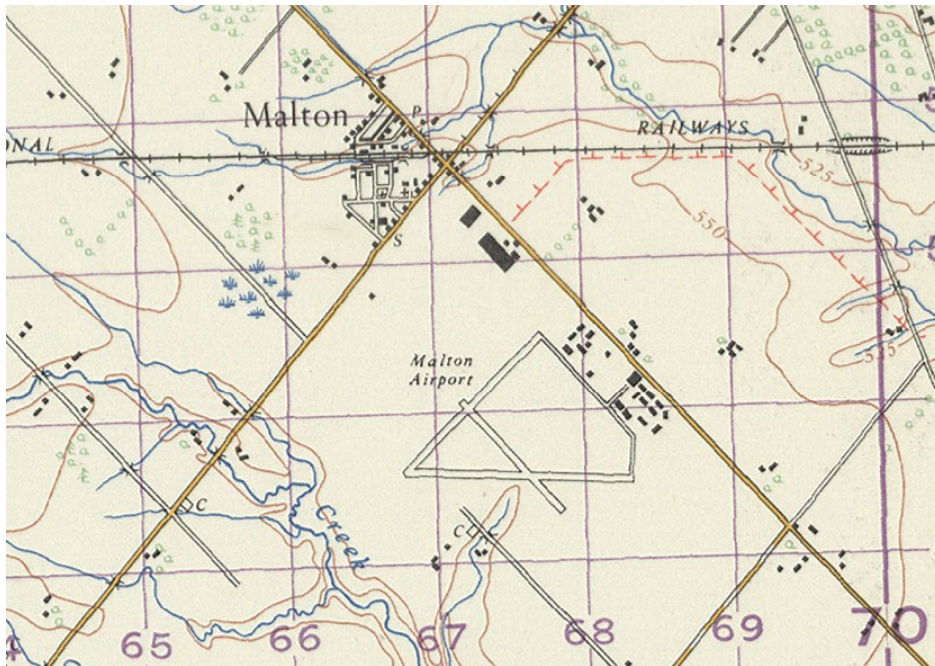 Malton
P
ONAL
RAILWAYS
525
550
S
Malton
Airport
525
C
Creek
C
65
66
67
68
69
70